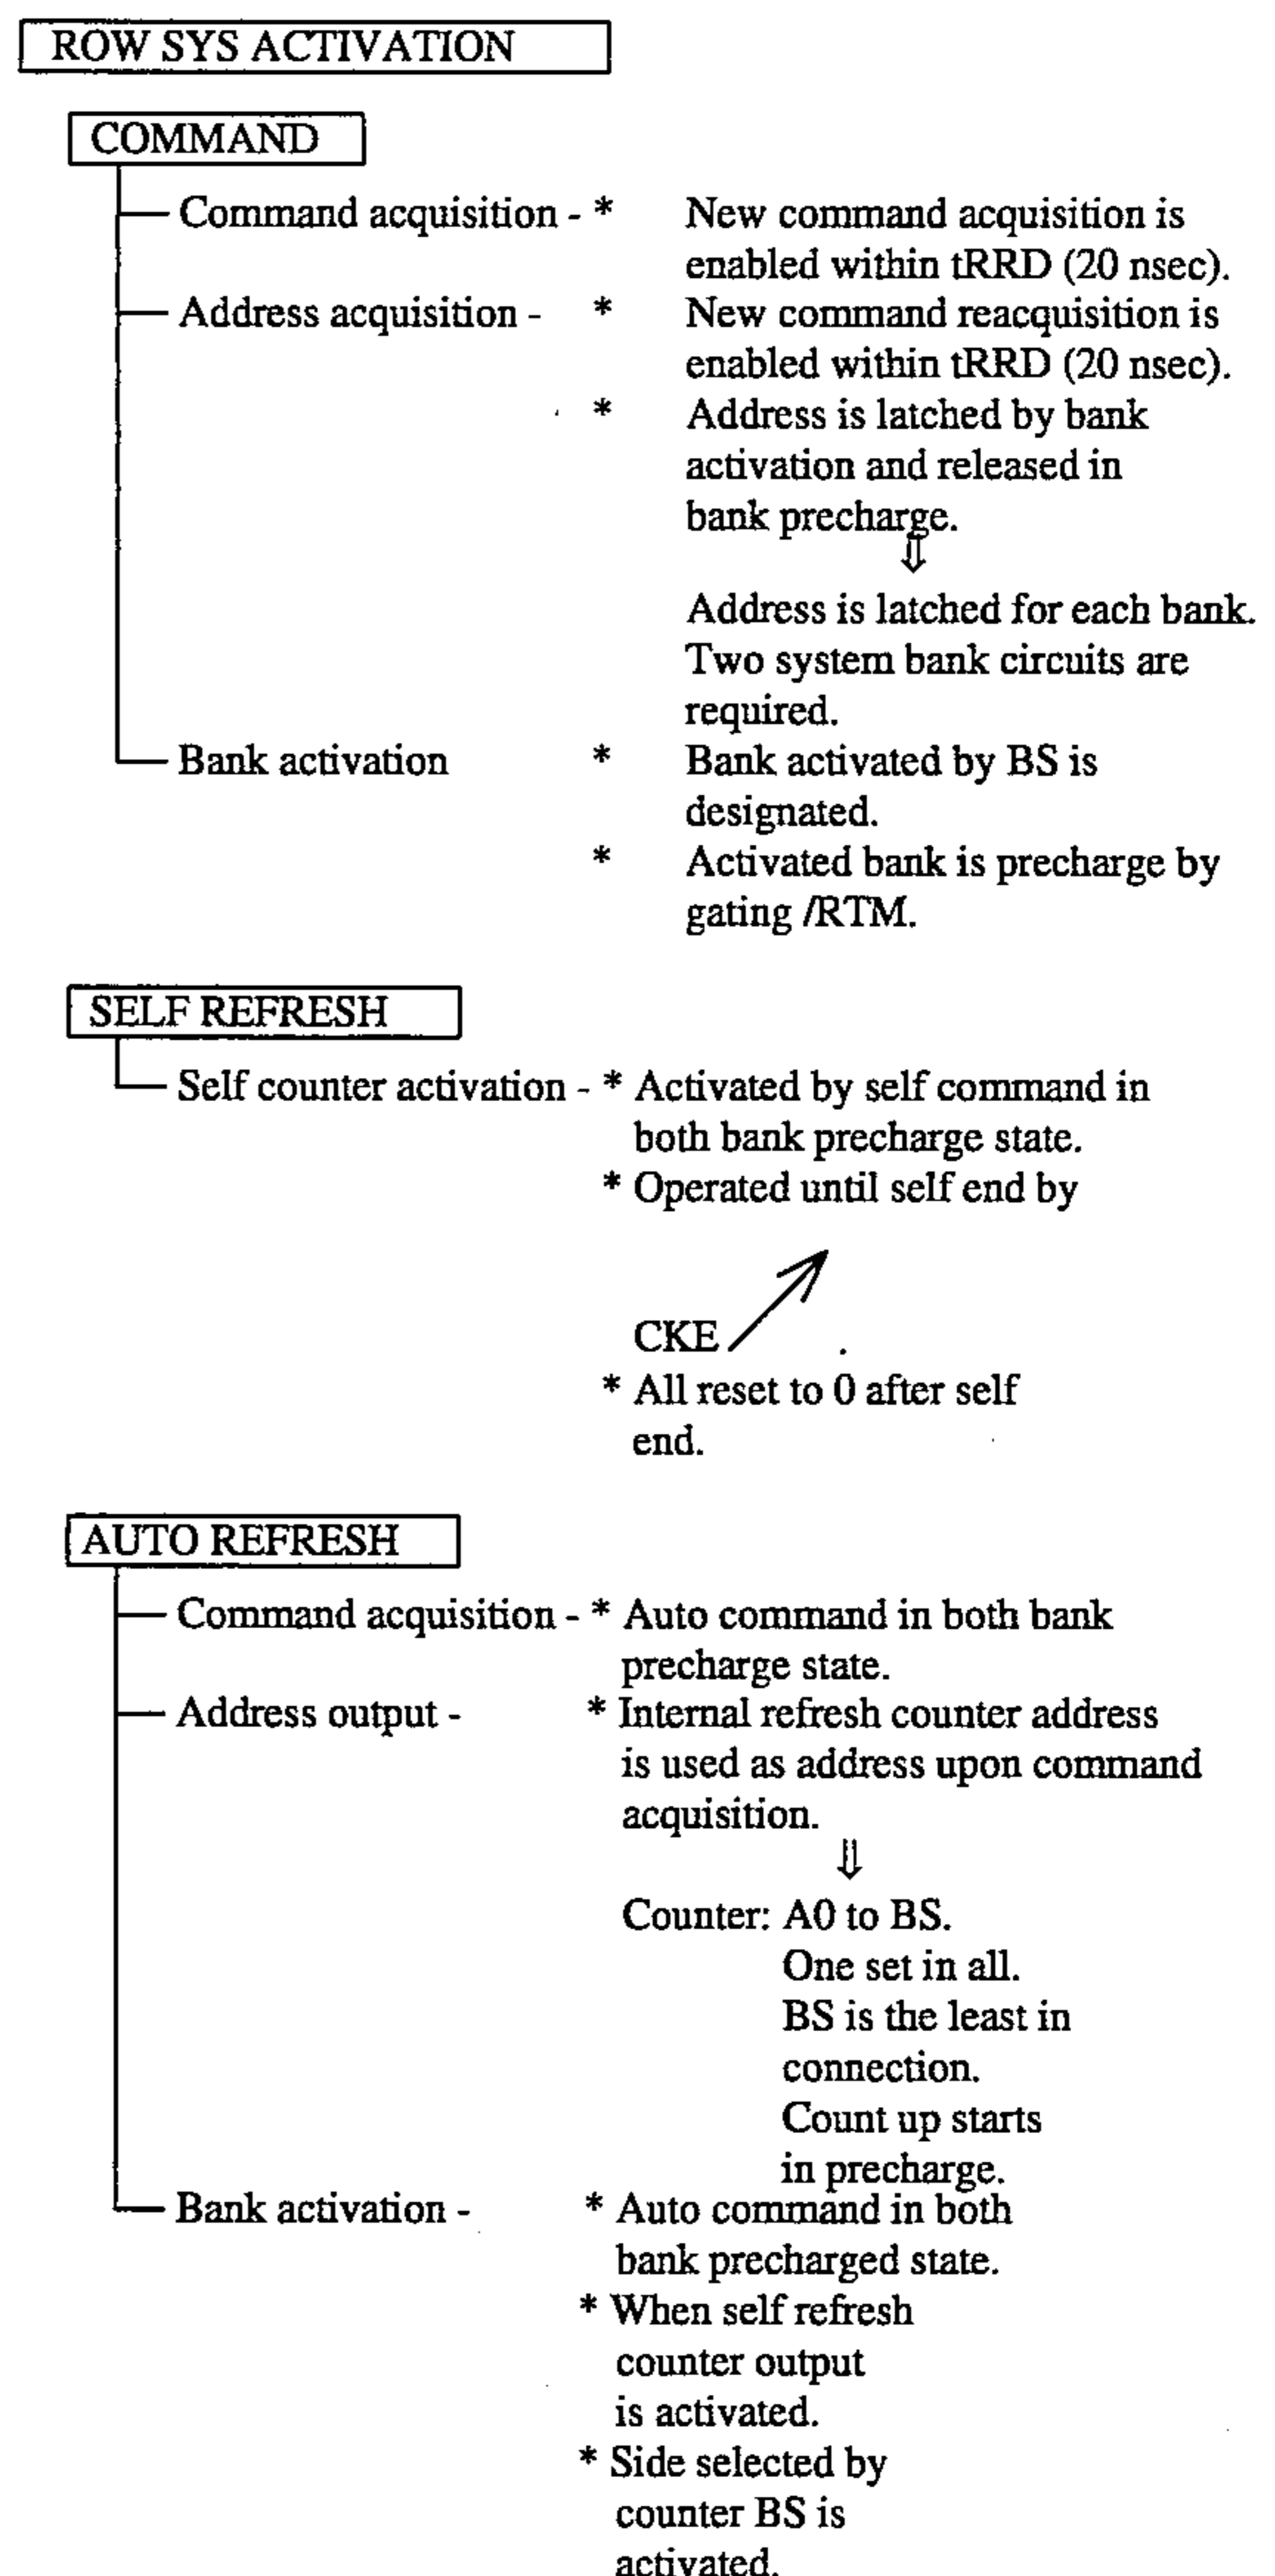 ROW SYS ACTIVATION
COMMAND
Command acquisition - * New command acquisition is
enabled within tRRD (20 nsec).
Address acquisition - * New command reacquisition is
enabled within tRRD (20 nsec).
* Address is latched by bank
activation and released in
bank precharge.
⇓
Address is latched for each bank.
Two system bank circuits are
required.
Bank activation * Bank activated by BS is
designated.
* Activated bank is precharge by
gating /RTM.
SELF REFRESH
Self counter activation - * Activated by self command in
both bank precharge state.
* Operated until self end by
CKE
* All reset to 0 after self
end.
AUTO REFRESH
Command acquisition - * Auto command in both bank
precharge state.
Address output - * Internal refresh counter address
is used as address upon command
acquisition.
⇓
Counter: A0 to BS.
One set in all.
BS is the least in
connection.
Count up starts
in precharge.
Bank activation - * Auto command in both
bank precharged state.
* When self refresh
counter output
is activated.
* Side selected by
counter BS is
activated.